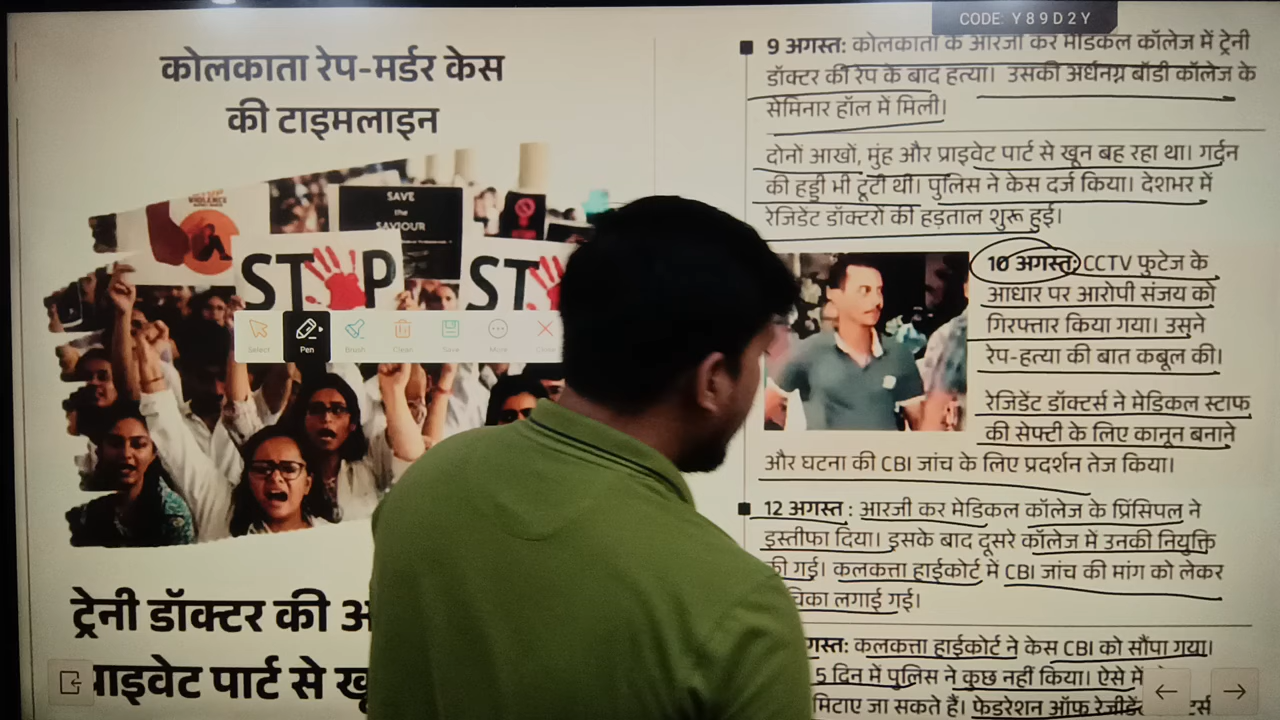 CODE: Y89D2Y
कोलकाता रेप-मर्डर केस
की टाइमलाइन
VIOLENCE
SAVE
the
SAVIOUR
STOP
ST
Select
Pen
Brush
Clean
Save
More
Close
ट्रेनी डॉक्टर की
प्राइवेट पार्ट से
9 अगस्त: कोलकाता के आरजी कर मेडिकल कॉलेज में ट्रेनी
डॉक्टर की रेप के बाद हत्या। उसकी अर्धनग्न बॉडी कॉलेज के
सेमिनार हॉल में मिली।
दोनों आखों, मुंह और प्राइवेट पार्ट से खून बह रहा था। गर्दन
की हड्डी भी टूटी थी। पुलिस ने केस दर्ज किया। देशभर में
रेजिडेंट डॉक्टरों की हड़ताल शुरू हुई।
10 अगस्त: CCTV फुटेज के
आधार पर आरोपी संजय को
गिरफ्तार किया गया। उसने
रेप-हत्या की बात कबूल की।
रेजिडेंट डॉक्टर्स ने मेडिकल स्टाफ
की सेफ्टी के लिए कानून बनाने
और घटना की CBI जांच के लिए प्रदर्शन तेज किया।
12 अगस्त : आरजी कर मेडिकल कॉलेज के प्रिंसिपल ने
इस्तीफा दिया। इसके बाद दूसरे कॉलेज में उनकी नियुक्ति
की गई। कलकत्ता हाईकोर्ट में CBI जांच की मांग को लेकर
चिका लगाई गई।
गस्त: कलकत्ता हाईकोर्ट ने केस CBI को सौंपा गया।
5 दिन में पुलिस ने कुछ नहीं किया। ऐसे में
मिटाए जा सकते हैं। फेडरेशन ऑफ रेजीडेंट